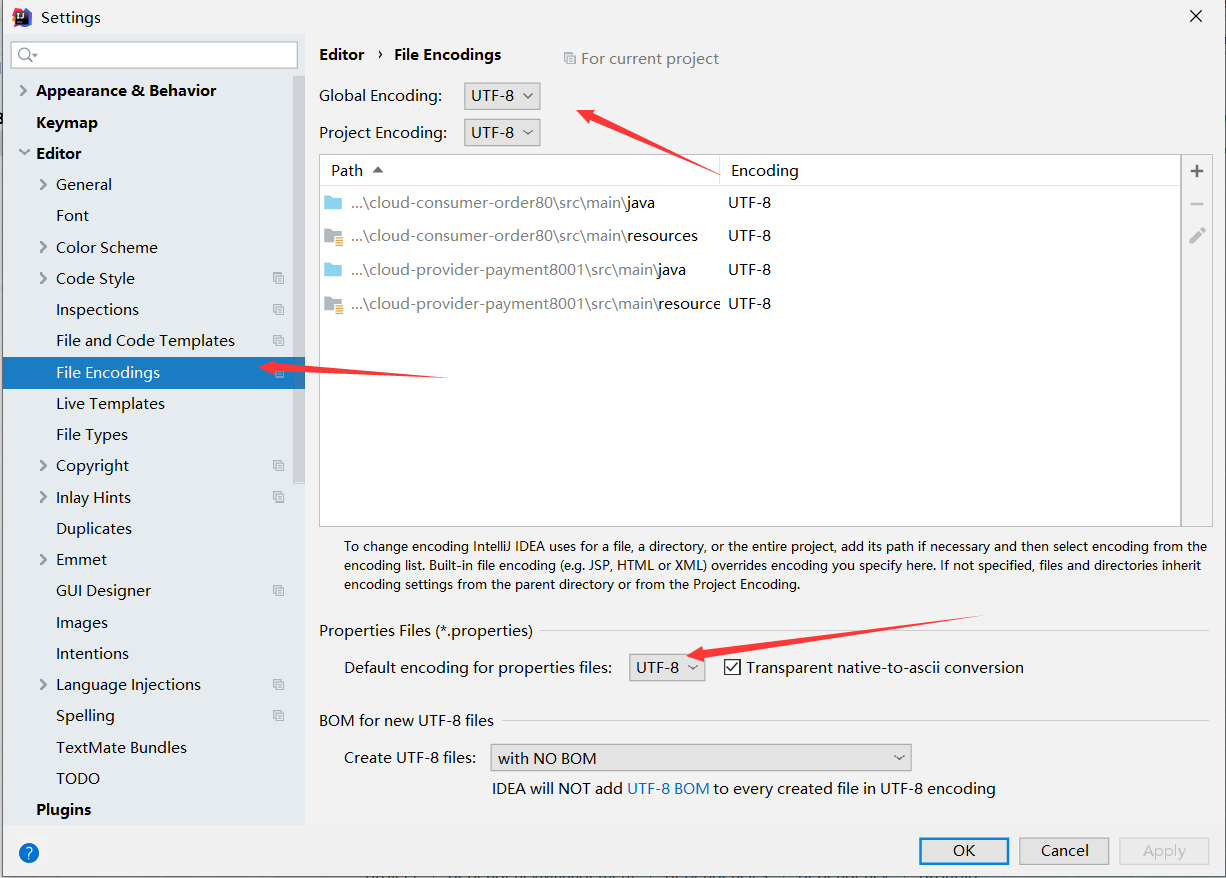 Settings
Appearance & Behavior
Keymap
Editor
General
Font
Color Scheme
Code Style
Inspections
File and Code Templates
File Encodings
Live Templates
File Types
Copyright
Inlay Hints
Duplicates
Emmet
GUI Designer
Images
Intentions
Language Injections
Spelling
TextMate Bundles
TODO
Plugins
?
Editor › File Encodings
For current project
Global Encoding: UTF-8
Project Encoding: UTF-8
Path Encoding
...\cloud-consumer-order80\src\main\java UTF-8
...\cloud-consumer-order80\src\main\resources UTF-8
...\cloud-provider-payment8001\src\main\java UTF-8
...\cloud-provider-payment8001\src\main\resource UTF-8
To change encoding IntelliJ IDEA uses for a file, a directory, or the entire project, add its path if necessary and then select encoding from the
encoding list. Built-in file encoding (e.g. JSP, HTML or XML) overrides encoding you specify here. If not specified, files and directories inherit
encoding settings from the parent directory or from the Project Encoding.
Properties Files (*.properties)
Default encoding for properties files: UTF-8 Transparent native-to-ascii conversion
BOM for new UTF-8 files
Create UTF-8 files: with NO BOM
IDEA will NOT add UTF-8 BOM to every created file in UTF-8 encoding
OK Cancel Apply